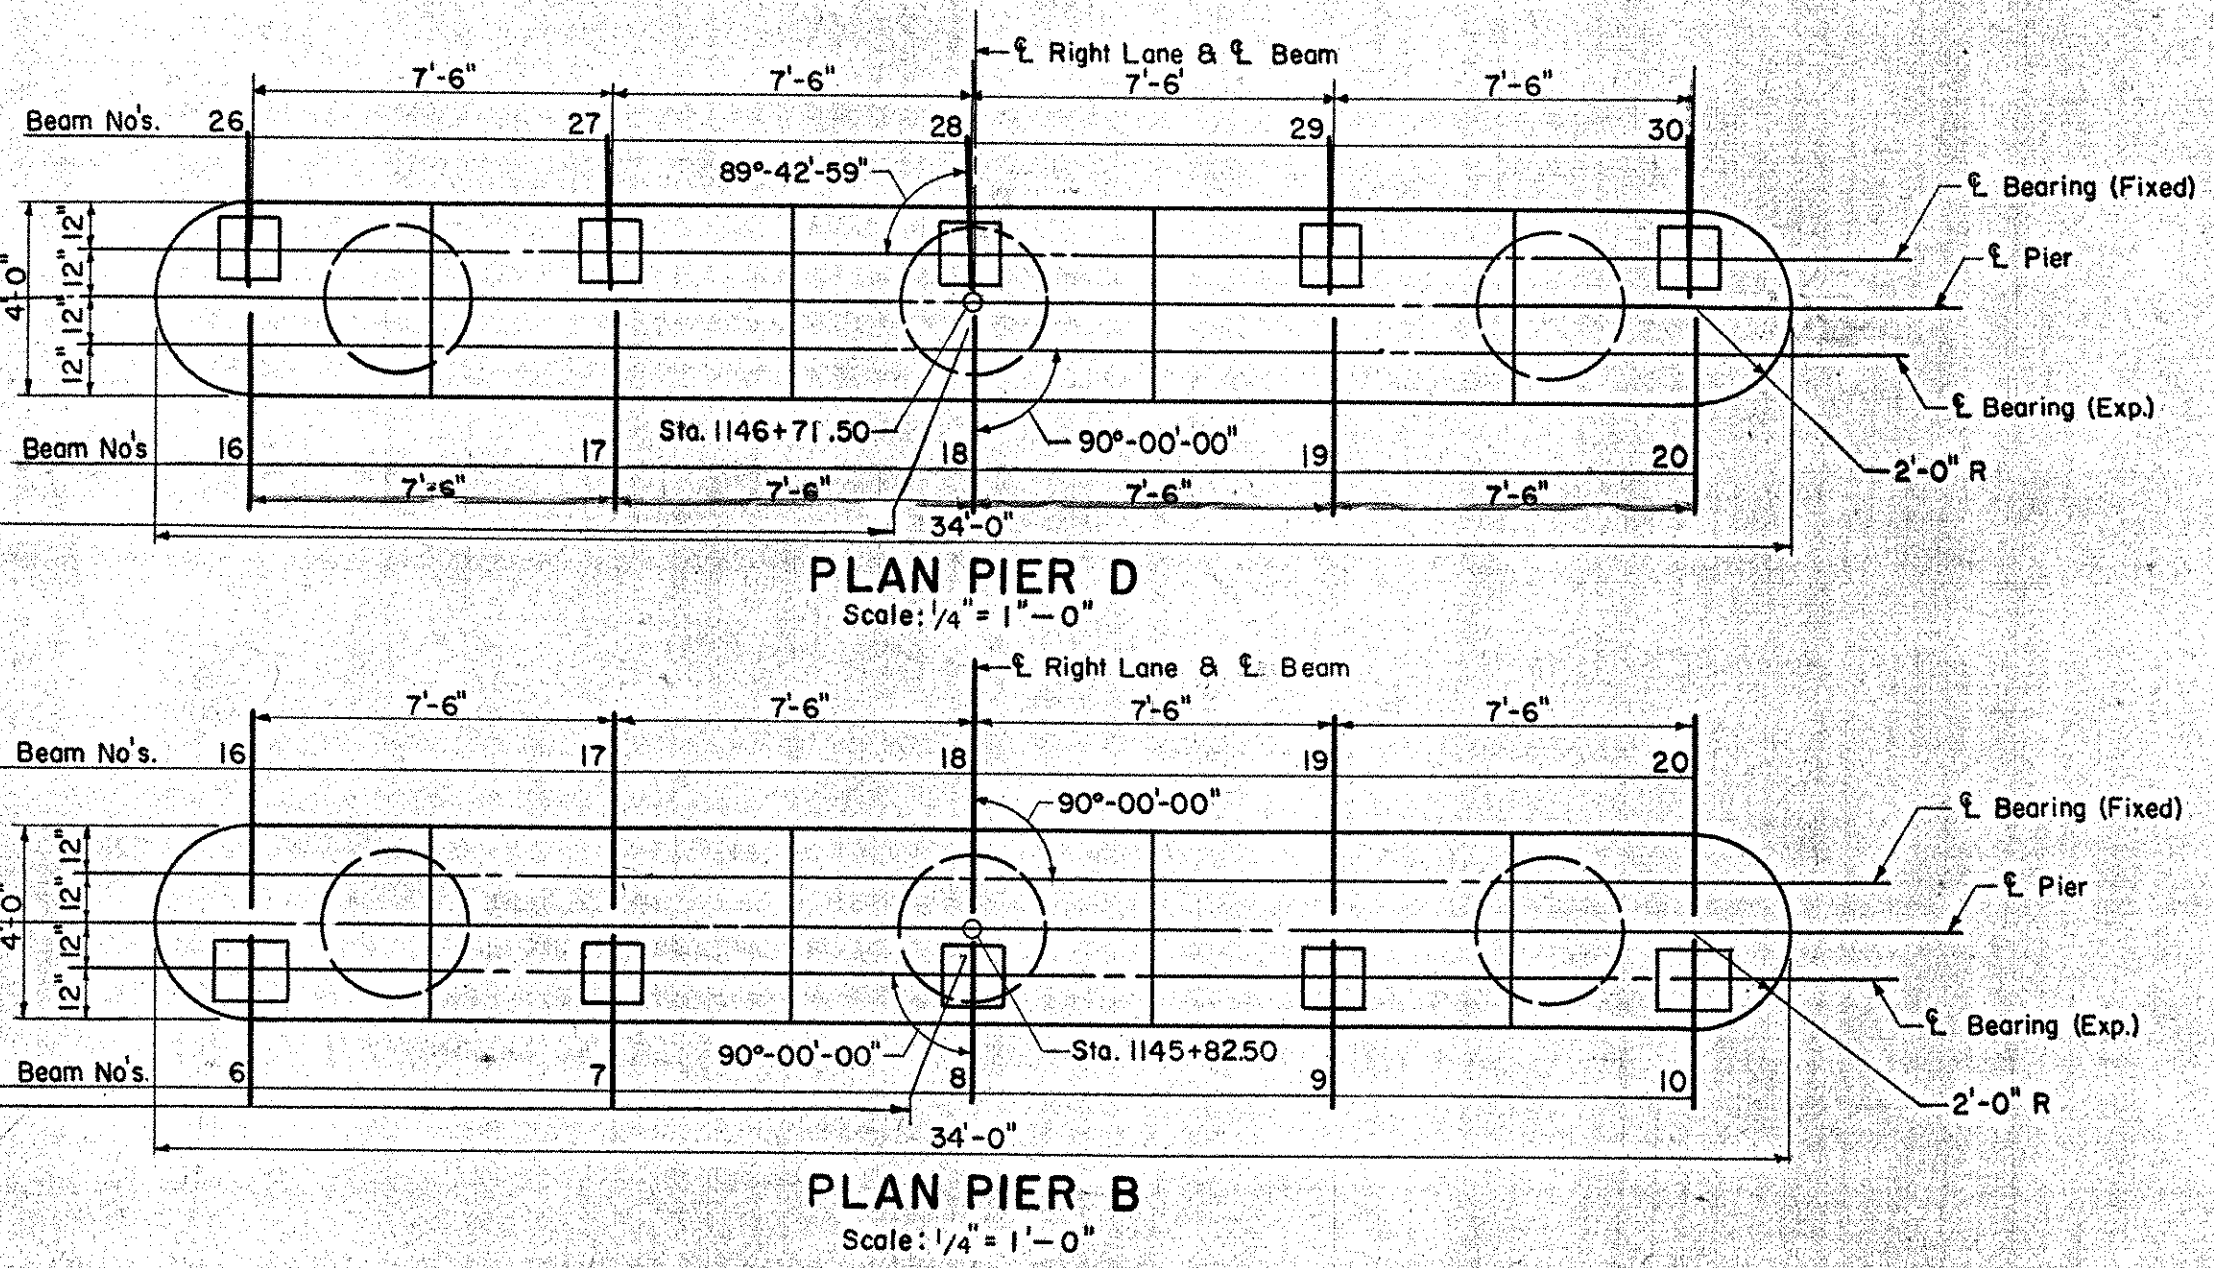 ℄ Right Lane & ℄ Beam
7'-6" 7'-6" 7'-6' 7'-6"
Beam No's. 26 27 28 29 30
89°-42'-59"
℄ Bearing (Fixed)
℄ Pier
4'-0" 12" 12" 12" 12"
℄ Bearing (Exp.)
Sta. 1146+71.50
90°-00'-00"
Beam No's 16 17 18 19 20
2'-0" R
7'-6" 7'-6" 7'-6" 7'-6"
34'-0"
PLAN PIER D
Scale: 1/4" = 1"-0"
℄ Right Lane & ℄ Beam
7'-6" 7'-6" 7'-6" 7'-6"
Beam No's. 16 17 18 19 20
90°-00'-00"
℄ Bearing (Fixed)
℄ Pier
4'-0" 12" 12" 12" 12"
℄ Bearing (Exp.)
90°-00'-00"
Sta. 1145+82.50
Beam No's. 6 7 8 9 10
2'-0" R
34'-0"
PLAN PIER B
Scale: 1/4" = 1'-0"